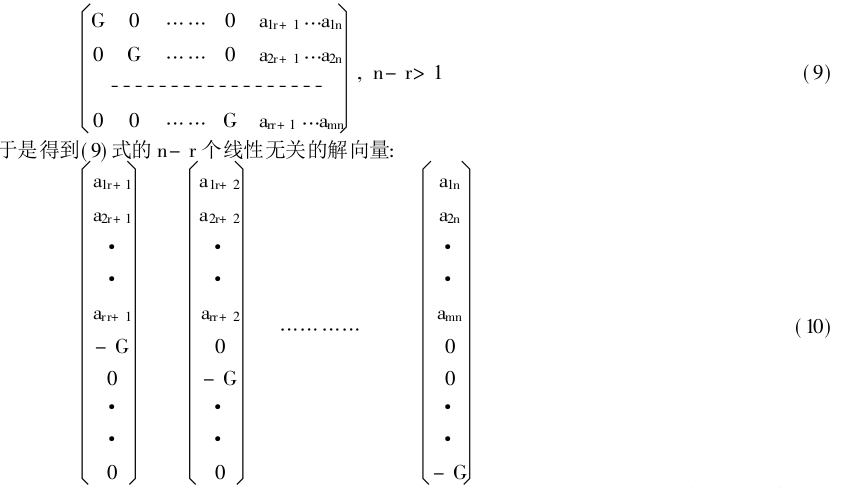 G 0 …… 0 a1r+1 …a1n
0 G …… 0 a2r+1 …a2n
- - - - - - - - - - - - - - - - - - , n- r> 1 (9)
0 0 …… G arr+1 …amn
于是得到(9)式的 n- r 个线性无关的解向量:
a1r+1 a1r+2 a1n
a2r+1 a2r+2 a2n
• • •
• • •
arr+1 arr+2 amn
………… (10)
- G 0 0
0 - G 0
• • •
• • •
0 0 - G